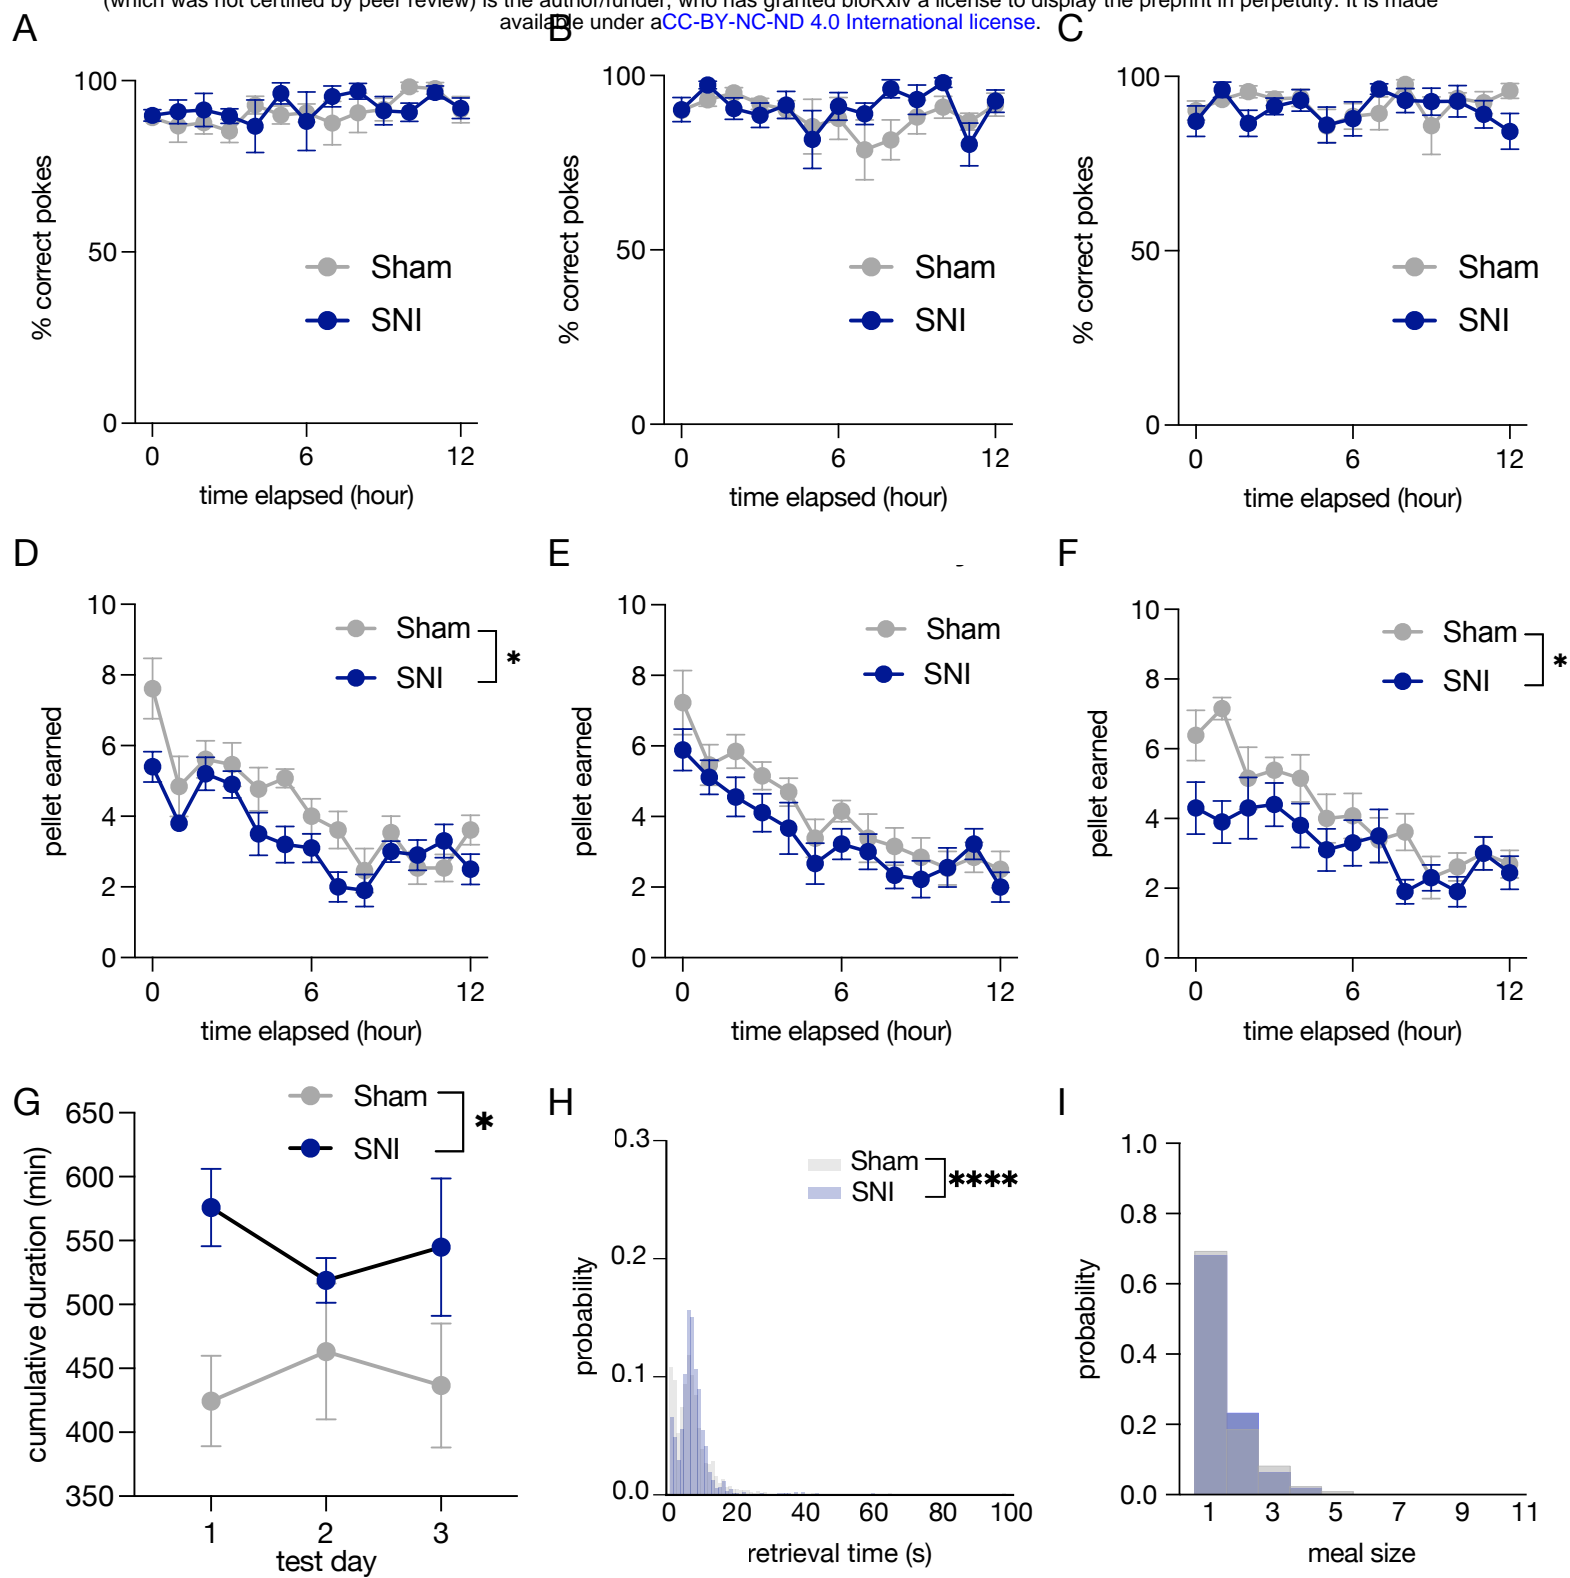 (which was not certified by peer review) is the author/funder, who has granted bioRxiv a license to display the preprint in perpetuity. It is made
available under aCC-BY-NC-ND 4.0 International license.
A
B
C
% correct pokes
100
50
0
Sham
SNI
0 6 12
time elapsed (hour)
% correct pokes
100
50
0
Sham
SNI
0 6 12
time elapsed (hour)
% correct pokes
100
50
0
Sham
SNI
0 6 12
time elapsed (hour)
D
E
F
pellet earned
10
8
6
4
2
0
Sham
SNI
*
0 6 12
time elapsed (hour)
pellet earned
10
8
6
4
2
0
Sham
SNI
0 6 12
time elapsed (hour)
pellet earned
10
8
6
4
2
0
Sham
SNI
*
0 6 12
time elapsed (hour)
G
cumulative duration (min)
650
600
550
500
450
400
350
Sham
SNI
*
1 2 3
test day
H
probability
0.3
0.2
0.1
0.0
Sham
SNI
****
0 20 40 60 80 100
retrieval time (s)
I
probability
1.0
0.8
0.6
0.4
0.2
0.0
1 3 5 7 9 11
meal size